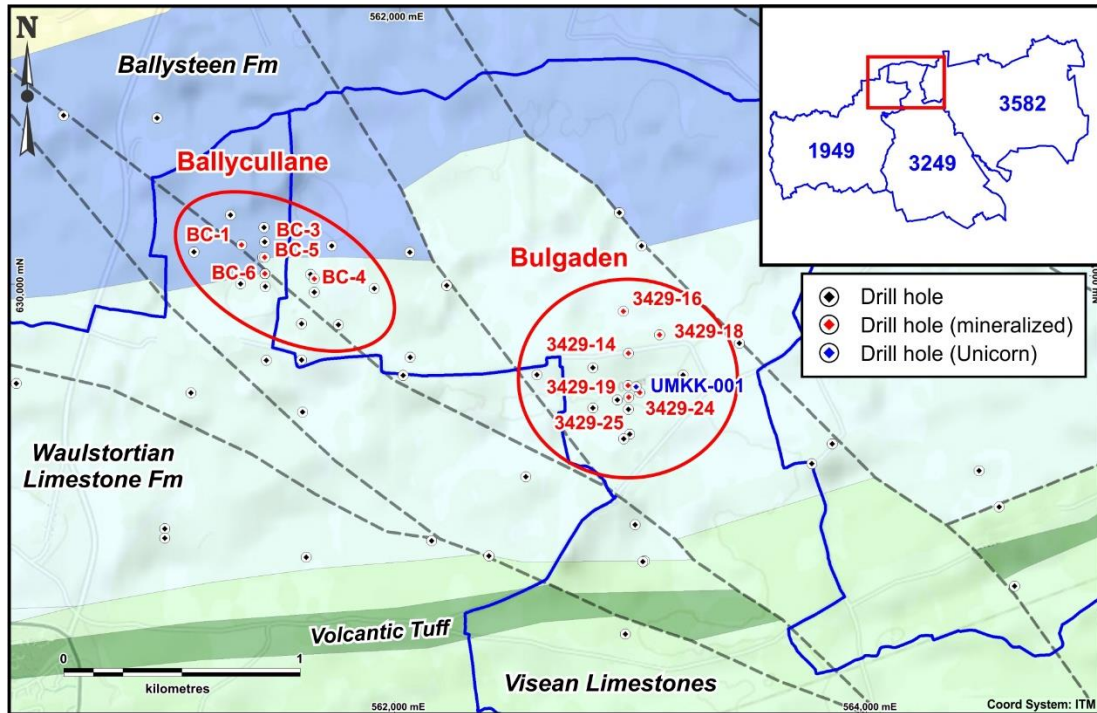 562,000 mE
N
Ballysteen Fm
3582
1949
3249
Ballycullane
BC-1
BC-3
BC-5
BC-6
BC-4
630,000 mN
Bulgaden
3429-16
3429-18
3429-14
3429-19
UMKK-001
3429-24
3429-25
Drill hole
Drill hole (mineralized)
Drill hole (Unicorn)
Waulstortian
Limestone Fm
Volcantic Tuff
Visean Limestones
0
1
kilometres
562,000 mE
564,000 mE
Coord System: ITM